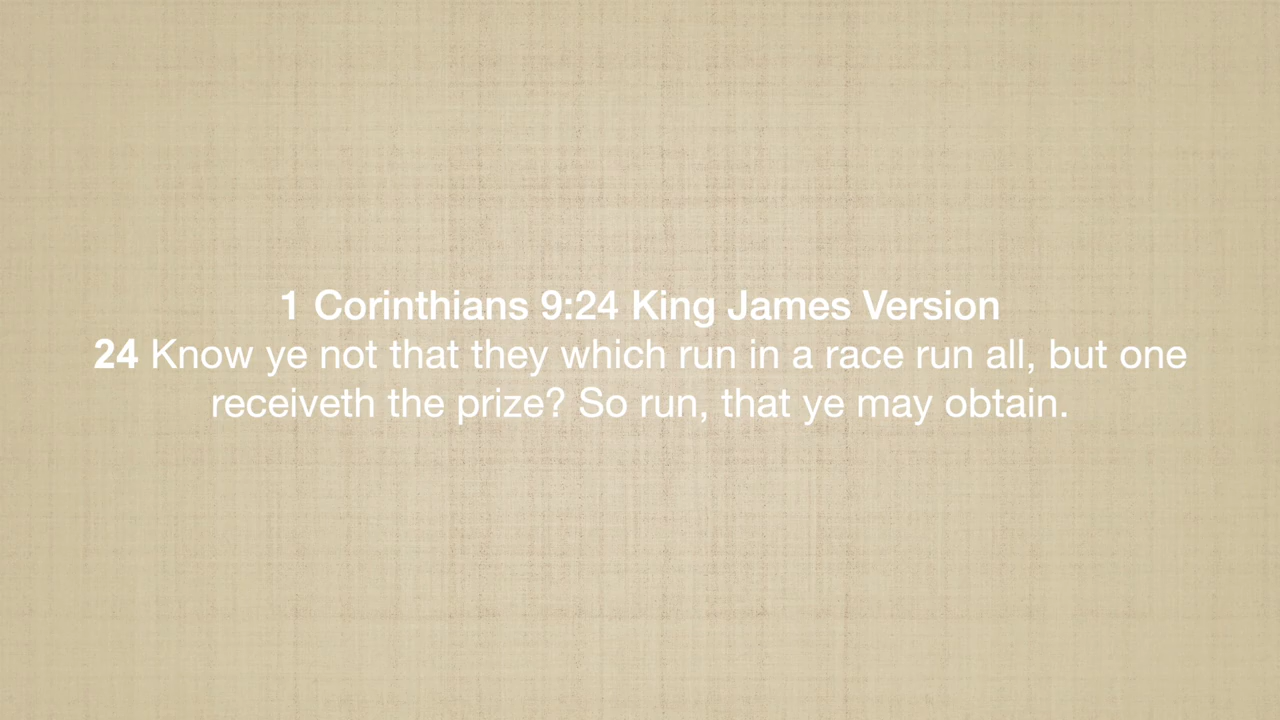 1 Corinthians 9:24 King James Version
24 Know ye not that they which run in a race run all, but one
receiveth the prize? So run, that ye may obtain.